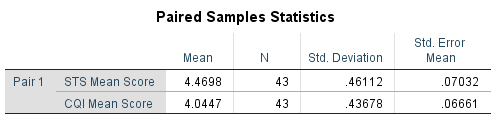 Paired Samples Statistics
Mean N Std. Deviation Std. Error Mean
Pair 1 STS Mean Score 4.4698 43 .46112 .07032
CQI Mean Score 4.0447 43 .43678 .06661